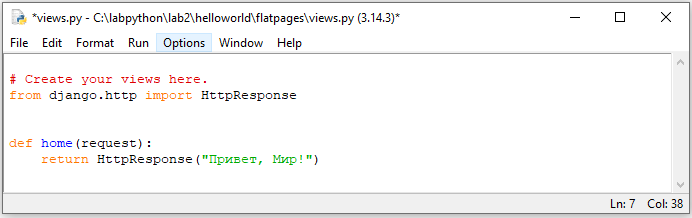 *views.py - C:\labpython\lab2\helloworld\flatpages\views.py (3.14.3)*
File Edit Format Run Options Window Help
# Create your views here.
from django.http import HttpResponse
def home(request):
    return HttpResponse("Привет, Мир!")
Ln: 7 Col: 38